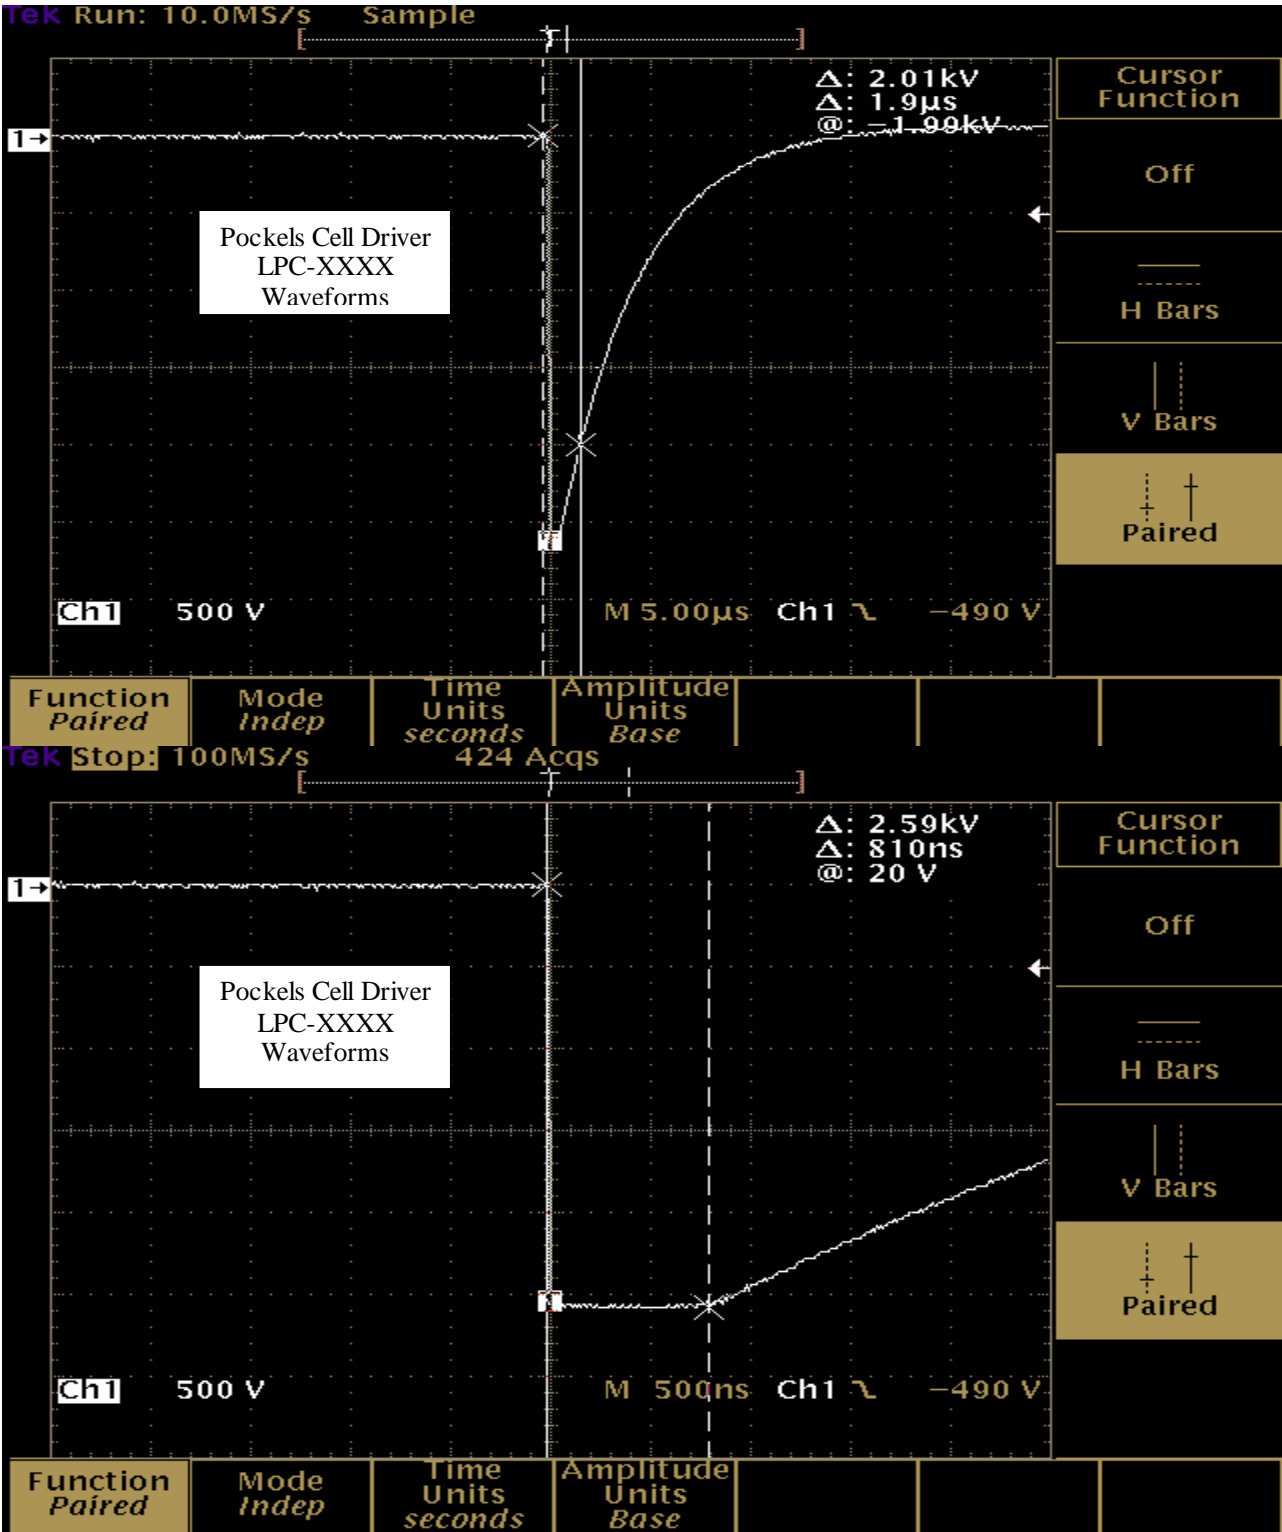 Tek Run: 10.0MS/s Sample
Δ: 2.01kV
Δ: 1.9µs
@: −1.99kV
1→
Pockels Cell Driver
LPC-XXXX
Waveforms
Ch1 500 V M 5.00µs Ch1 −490 V
Cursor
Function
Off
H Bars
V Bars
Paired
Function
Paired
Mode
Indep
Time
Units
seconds
Amplitude
Units
Base
Tek Stop: 100MS/s 424 Acqs
Δ: 2.59kV
Δ: 810ns
@: 20 V
1→
Pockels Cell Driver
LPC-XXXX
Waveforms
Ch1 500 V M 500ns Ch1 −490 V
Cursor
Function
Off
H Bars
V Bars
Paired
Function
Paired
Mode
Indep
Time
Units
seconds
Amplitude
Units
Base